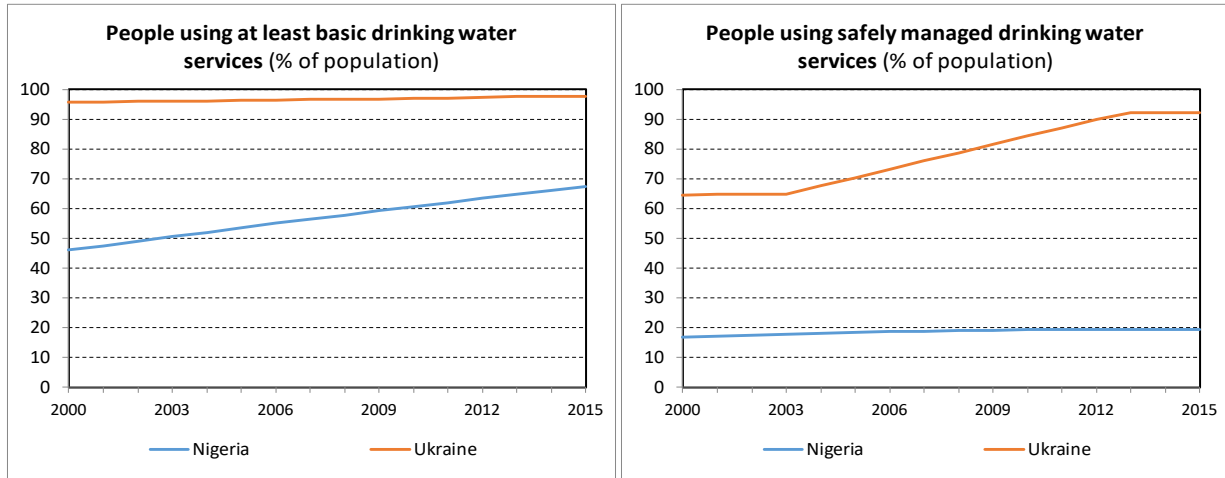 People using at least basic drinking water
services (% of population)
100
90
80
70
60
50
40
30
20
10
0
2000 2003 2006 2009 2012 2015
Nigeria Ukraine
People using safely managed drinking water
services (% of population)
100
90
80
70
60
50
40
30
20
10
0
2000 2003 2006 2009 2012 2015
Nigeria Ukraine